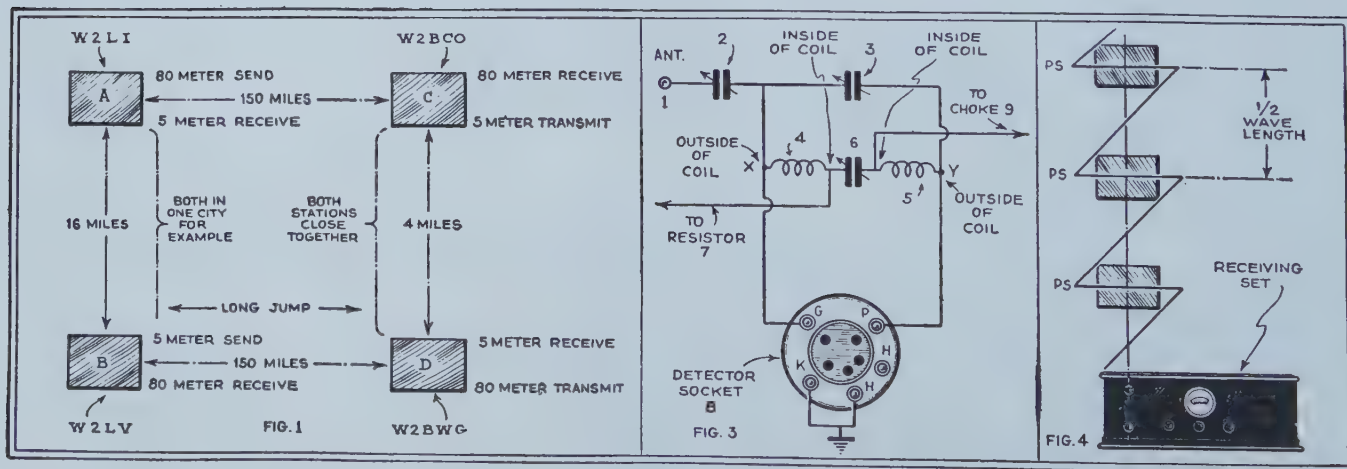 W2LI
W2BCO
A
80 METER SEND
150 MILES
5 METER RECEIVE
C
80 METER RECEIVE
5 METER TRANSMIT
16 MILES
BOTH IN
ONE CITY
FOR
EXAMPLE
BOTH
STATIONS
CLOSE
TOGETHER
4 MILES
LONG JUMP
B
5 METER SEND
150 MILES
80 METER RECEIVE
D
5 METER RECEIVE
80 METER TRANSMIT
W2LV
FIG. 1
W2BWG
ANT.
1
2
INSIDE
OF COIL
3
INSIDE
OF COIL
TO
CHOKE 9
OUTSIDE
OF
COIL
X
4
6
5
Y
OUTSIDE
OF
COIL
TO
RESISTOR
7
G
P
K
H
H
DETECTOR
SOCKET
8
FIG. 3
PS
PS
PS
1/2
WAVE
LENGTH
RECEIVING
SET
FIG. 4